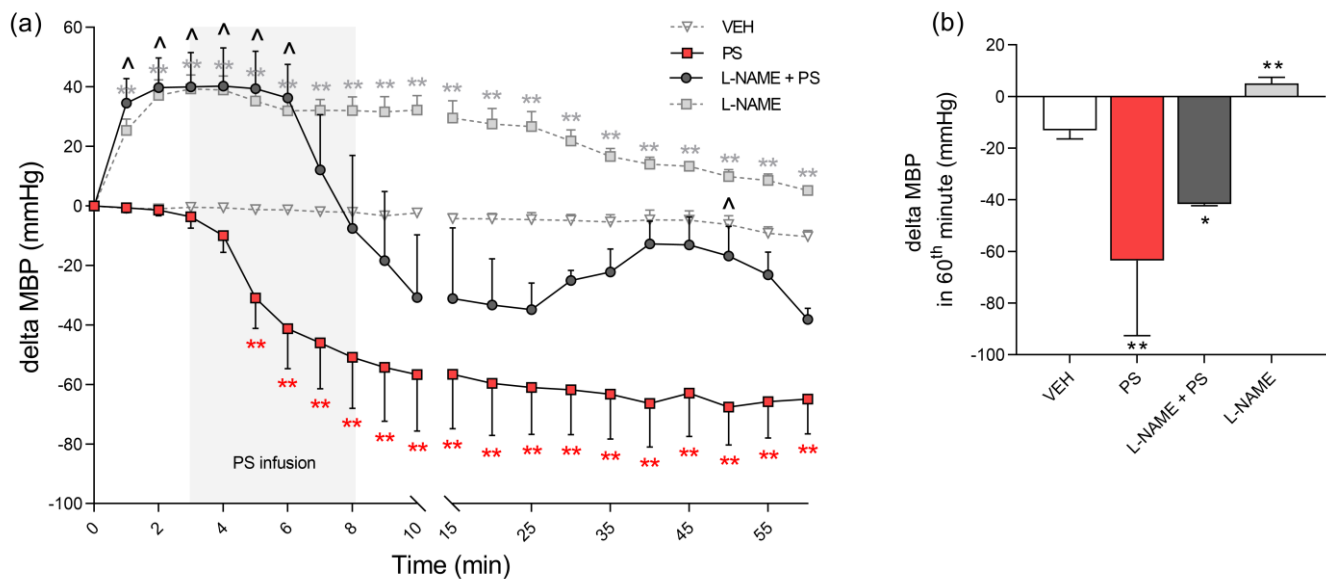 (a)
delta MBP (mmHg)
60
40
20
0
-20
-40
-60
-80
-100
^ ^ ^ ^ ^ ^
** ** ** ** ** ** ** ** ** ** ** ** ** ** ** ** ** ** ** **
^
** ** ** ** ** ** ** ** ** ** ** ** ** ** ** **
VEH
PS
L-NAME + PS
L-NAME
PS infusion
0 2 4 6 8 10 15 25 35 45 55
Time (min)
(b)
delta MBP
in 60th minute (mmHg)
20
0
-20
-40
-60
-80
-100
**
*
**
VEH
PS
L-NAME + PS
L-NAME